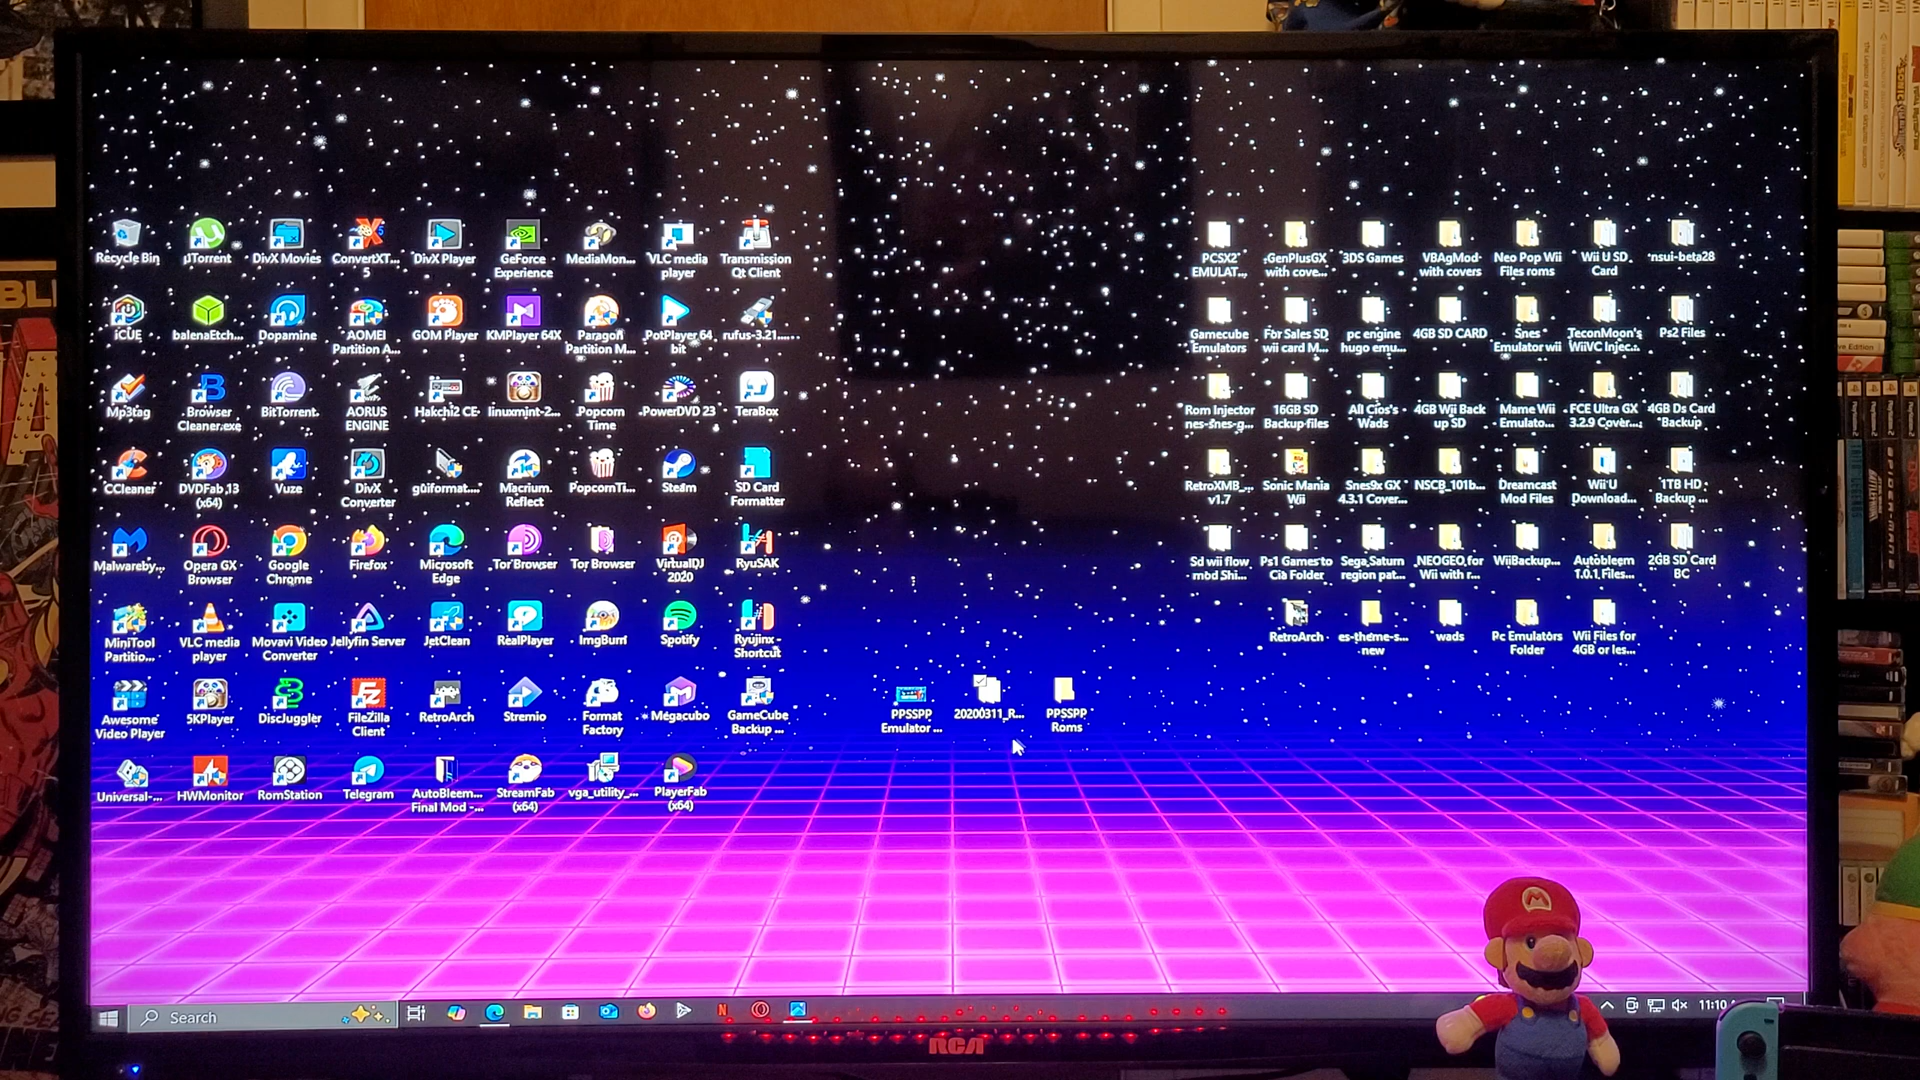 Recycle Bin
µTorrent
DivX Movies
ConvertXT...
5
DivX Player
GeForce
Experience
MediaMon...
VLC media
player
Transmission
Qt Client
PCSX2
EMULAT...
GenPlusGX
with cove...
3DS Games
VBAgMod
with covers
Neo Pop Wii
Files roms
Wii U SD
Card
nsui-beta28
iCUE
balenaEtch...
Dopamine
AOMEI
Partition A...
GOM Player
KMPlayer 64X
Paragon
Partition M...
PotPlayer 64
bit
rufus-3.21....
Gamecube
Emulators
For Sales SD
wii card M...
pc engine
hugo emu...
4GB SD CARD
Snes
Emulator wii
TeconMoon's
WiiVC Injec...
Ps2 Files
Mp3tag
Browser
Cleaner.exe
BitTorrent
AORUS
ENGINE
Hakchi2 CE
linuxmint-2...
Popcorn
Time
PowerDVD 23
TeraBox
Rom Injector
nes-snes-g...
16GB SD
Backup files
All Cios's
Wads
4GB Wii Back
up SD
Mame Wii
Emulato...
FCE Ultra GX
3.2.9 Cover...
4GB Ds Card
Backup
CCleaner
DVDFab 13
(x64)
Vuze
DivX
Converter
guiformat....
Macrium
Reflect
PopcornTi...
Steam
SD Card
Formatter
RetroXMB_...
v1.7
Sonic Mania
Wii
Snes9x GX
4.3.1 Cover...
NSCB_101b...
Dreamcast
Mod Files
Wii U
Download...
1TB HD
Backup ...
Malwareby...
Opera GX
Browser
Google
Chrome
Firefox
Microsoft
Edge
Tor Browser
Tor Browser
VirtualDJ
2020
RyuSAK
Sd wii flow
mod Shi...
Ps1 Games to
Cia Folder
Sega Saturn
region pat...
NEOGEO for
Wii with r...
WiiBackup...
Autobleem
1.0.1 Files...
2GB SD Card
BC
MiniTool
Partitio...
VLC media
player
Movavi Video
Converter
Jellyfin Server
JetClean
RealPlayer
ImgBurn
Spotify
Ryujinx -
Shortcut
RetroArch
es-theme-s...
new
wads
Pc Emulators
Folder
Wii Files for
4GB or les...
Awesome
Video Player
5KPlayer
DiscJuggler
FileZilla
Client
RetroArch
Stremio
Format
Factory
Megacubo
GameCube
Backup ...
PPSSPP
Emulator ...
20200311_R...
PPSSPP
Roms
Universal-...
HWMonitor
RomStation
Telegram
AutoBleem...
Final Mod -...
StreamFab
(x64)
vga_utility_...
PlayerFab
(x64)
Search
11:10
RCA
M